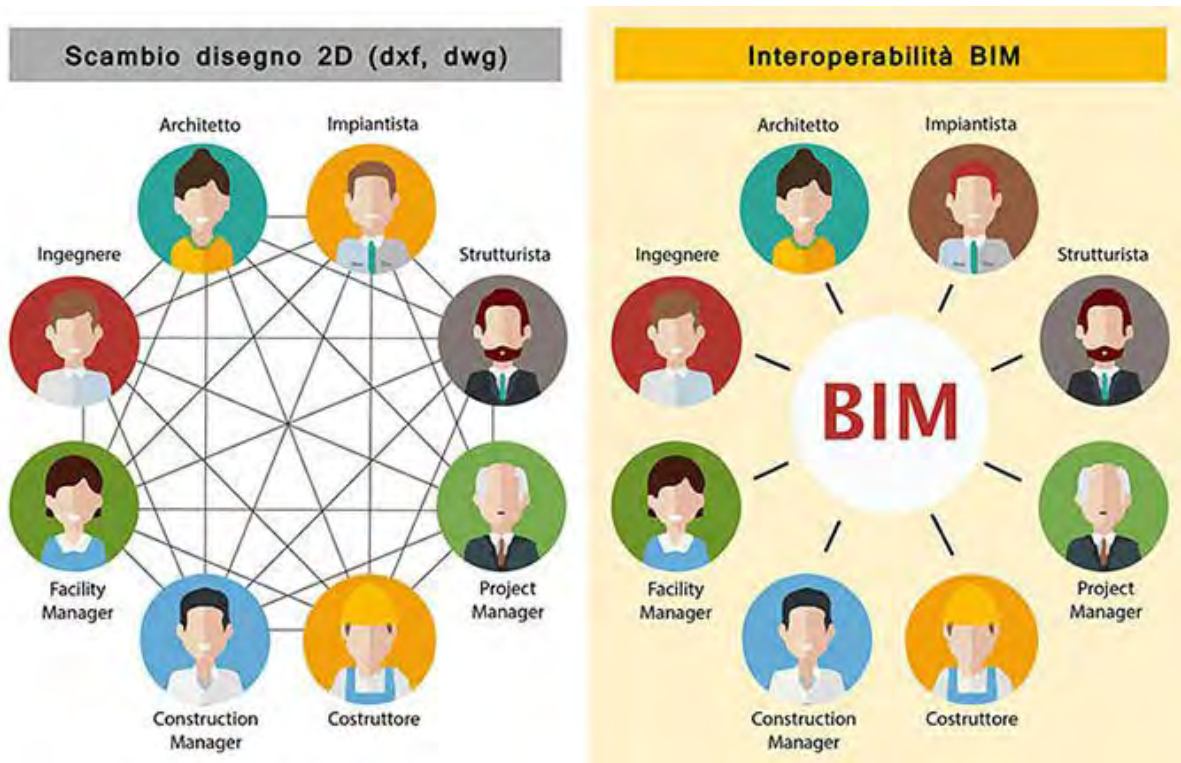 Scambio disegno 2D (dxf, dwg)
Architetto
Impiantista
Ingegnere
Strutturista
Facility
Manager
Project
Manager
Construction
Manager
Costruttore
Interoperabilità BIM
Architetto
Impiantista
Ingegnere
Strutturista
BIM
Facility
Manager
Project
Manager
Construction
Manager
Costruttore